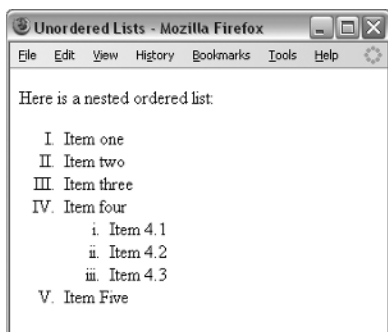 Unordered Lists - Mozilla Firefox
File Edit View History Bookmarks Tools Help
Here is a nested ordered list:
I. Item one
II. Item two
III. Item three
IV. Item four
i. Item 4.1
ii. Item 4.2
iii. Item 4.3
V. Item Five